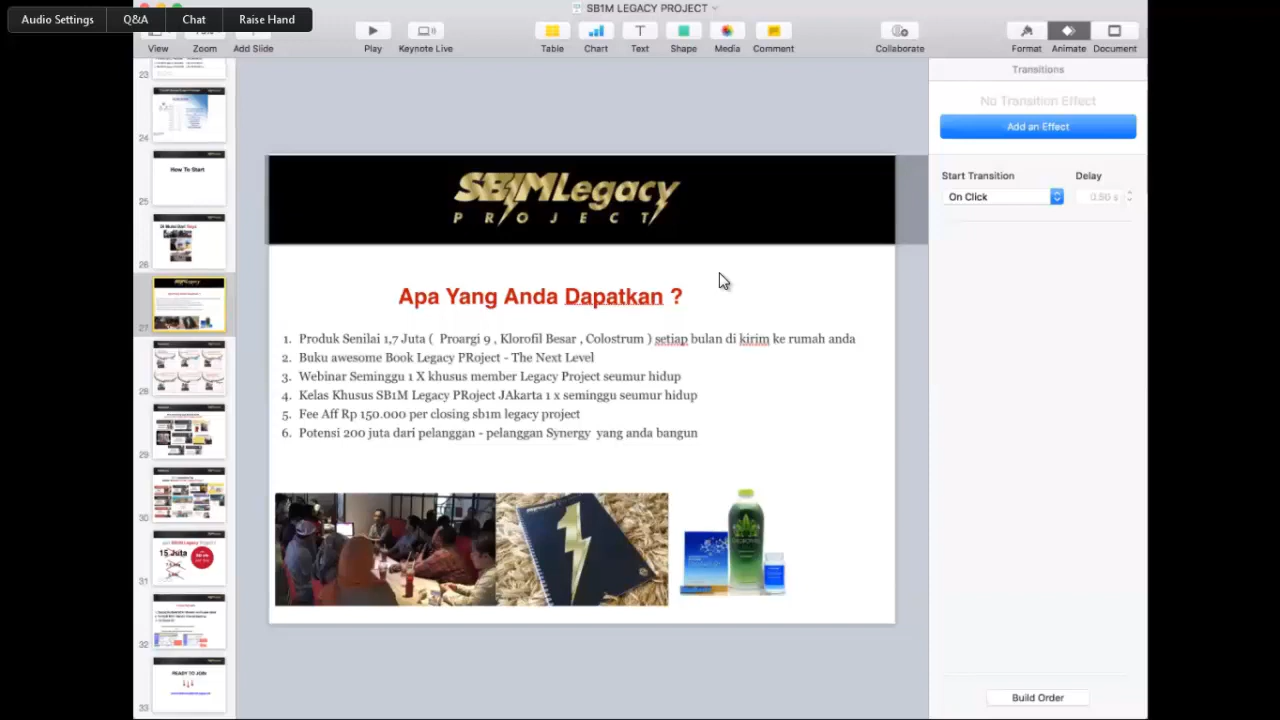 Audio Settings
Q&A
Chat
Raise Hand
SB1M LEGACY PROJECT
View
Zoom
Add Slide
Play
Keynote Live
Table
Chart
Text
Shape
Media
Comment
Collaborate
Format
Animate
Document
23
24
How To Start
25
26
27
28
29
30
15 Juta
31
32
READY TO JOIN
33
SB1MLegacy
PROJECT
Apa Yang Anda Dapatkan ?
1. Produk Senilai 1,7 Juta ( Proargi 9 , Klorofil Besar , Colostrum ) setiap bulan di kirim ke rumah anda
2. Buku awesome Book Legacy PRoject - The Next Level
3. Webinar Seminggu 1 X khusus member Legacy Project seumur hidup
4. Kelas Khusus SB1M Legacy PRoject JAkarta 1 x seminggu seumur hidup
5. Fee Aff Rp 150.000 per closing sb1m legacy project
6. Potensi 200 juta dari pelanggan - pelanggan Synergy yang anda bangun
Transitions
No Transition Effect
Add an Effect
Start Transition
Delay
On Click
0.50 s
Build Order